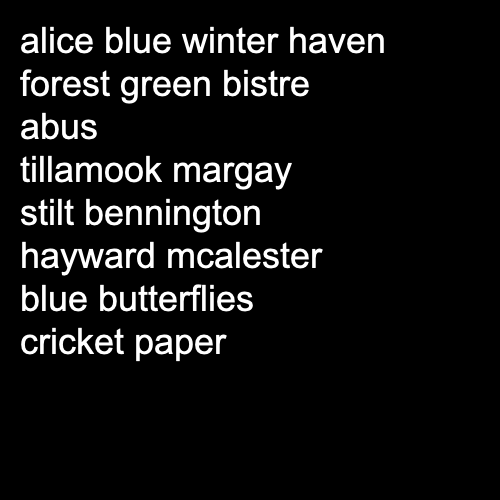 alice blue winter haven
forest green bistre
abus
tillamook margay
stilt bennington
hayward mcalester
blue butterflies
cricket paper